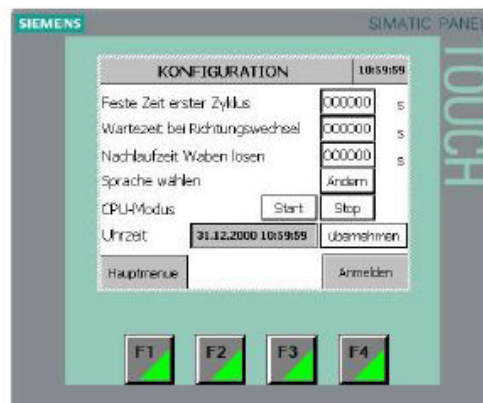 SIEMENS SIMATIC PANEL
TOUCH
KONFIGURATION 10:59:59
Feste Zeit erster Zyklus 000000 s
Wartezeit bei Richtungswechsel 000000 s
Nachlaufzeit Waben lösen 000000 s
Sprache wählen Ändern
CPU-Modus Start Stop
Uhrzeit 31.12.2000 10:59:59 übernehmen
Hauptmenue Anmelden
F1 F2 F3 F4